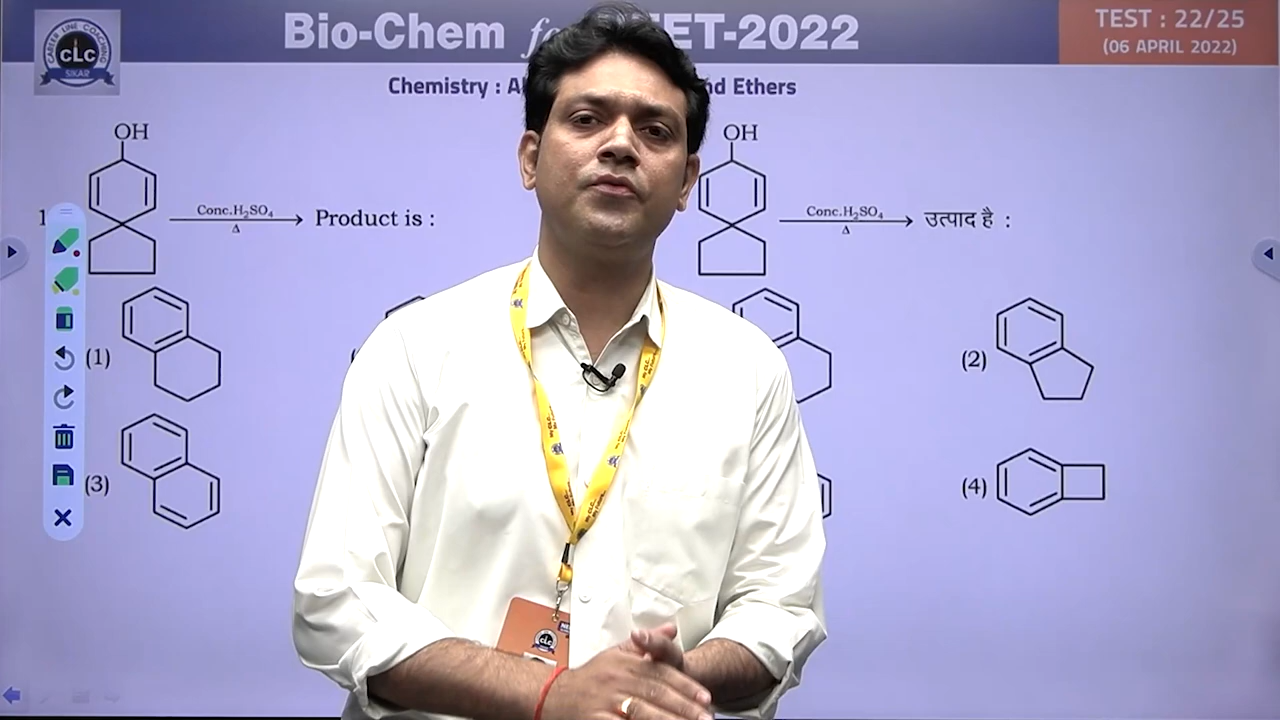 Bio-Chem
ET-2022
TEST : 22/25
(06 APRIL 2022)
CAREER LINE COACHING
CLC
SIKAR
Chemistry :
nd Ethers
OH
Conc.H₂SO₄
Δ
Product is :
OH
Conc.H₂SO₄
Δ
उत्पाद है :
(1)
(2)
(3)
(4)
CLC